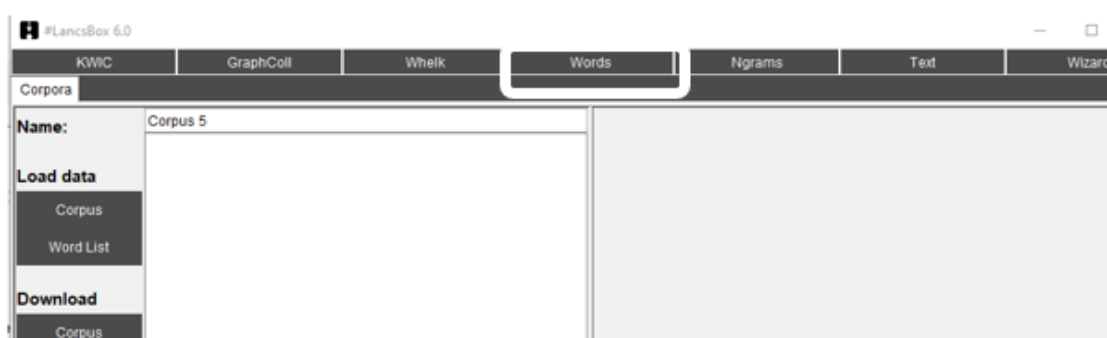 #LancsBox 6.0
KWIC GraphColl Whelk Words Ngrams Text Wizard
Corpora
Name: Corpus 5
Load data
Corpus
Word List
Download
Corpus